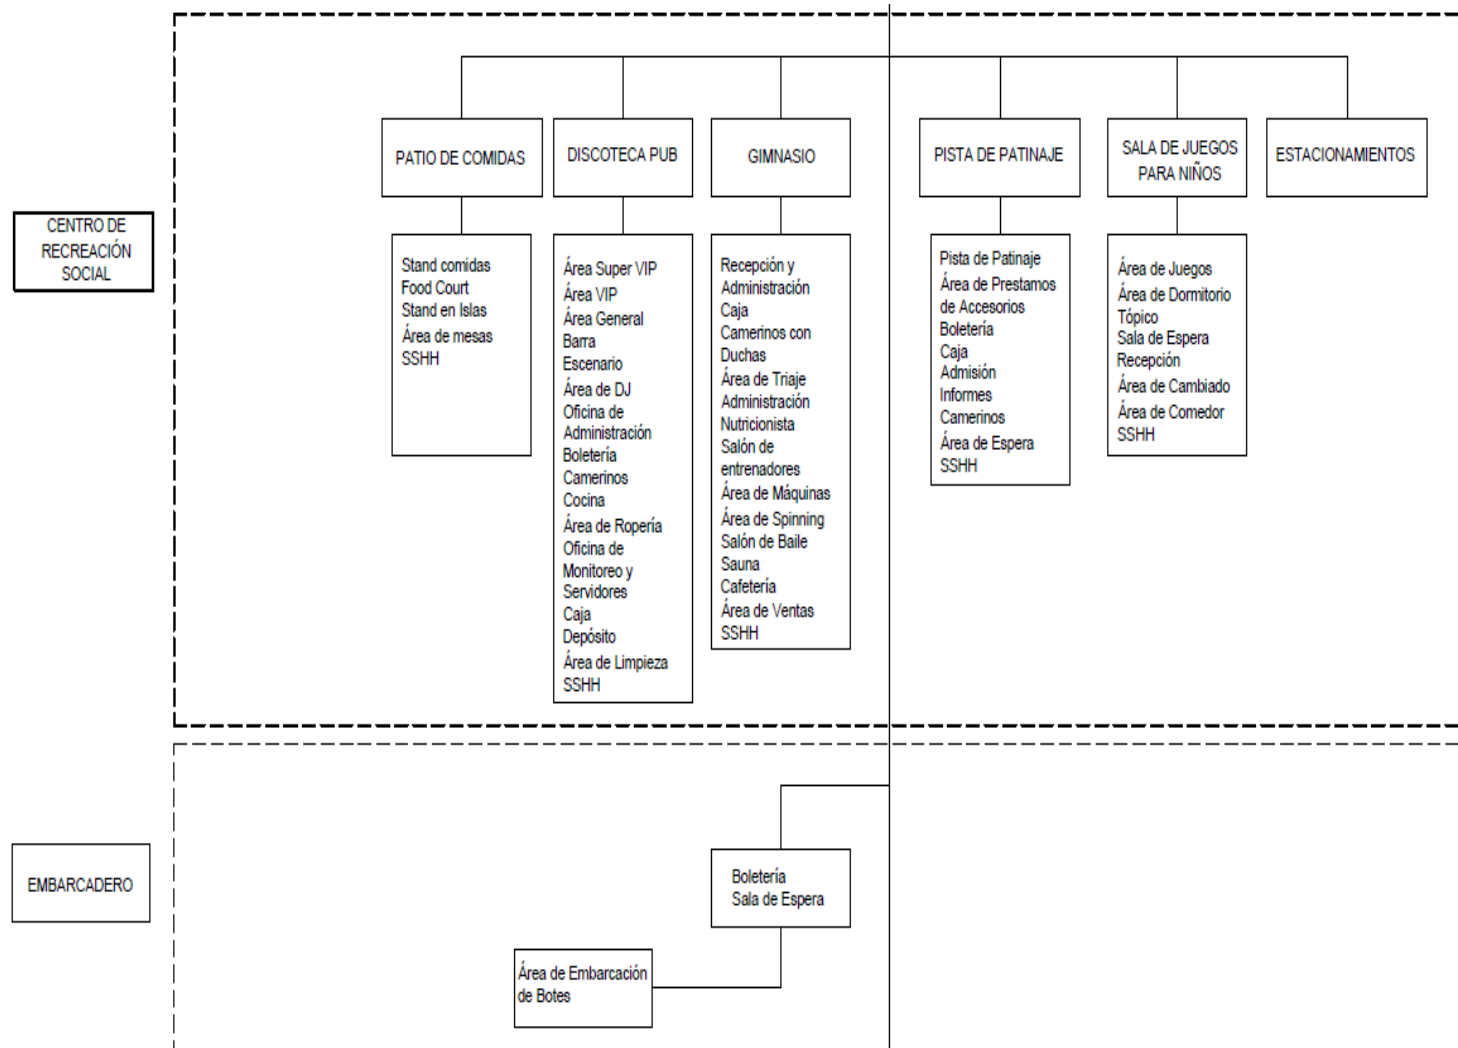 CENTRO DE
RECREACIÓN
SOCIAL
PATIO DE COMIDAS
Stand comidas
Food Court
Stand en Islas
Área de mesas
SSHH
DISCOTECA PUB
Área Super VIP
Área VIP
Área General
Barra
Escenario
Área de DJ
Oficina de
Administración
Boletería
Camerinos
Cocina
Área de Ropería
Oficina de
Monitoreo y
Servidores
Caja
Depósito
Área de Limpieza
SSHH
GIMNASIO
Recepción y
Administración
Caja
Camerinos con
Duchas
Área de Triaje
Administración
Nutricionista
Salón de
entrenadores
Área de Máquinas
Área de Spinning
Salón de Baile
Sauna
Cafetería
Área de Ventas
SSHH
PISTA DE PATINAJE
Pista de Patinaje
Área de Prestamos
de Accesorios
Boletería
Caja
Admisión
Informes
Camerinos
Área de Espera
SSHH
SALA DE JUEGOS
PARA NIÑOS
Área de Juegos
Área de Dormitorio
Tópico
Sala de Espera
Recepción
Área de Cambiado
Área de Comedor
SSHH
ESTACIONAMIENTOS
EMBARCADERO
Boletería
Sala de Espera
Área de Embarcación
de Botes